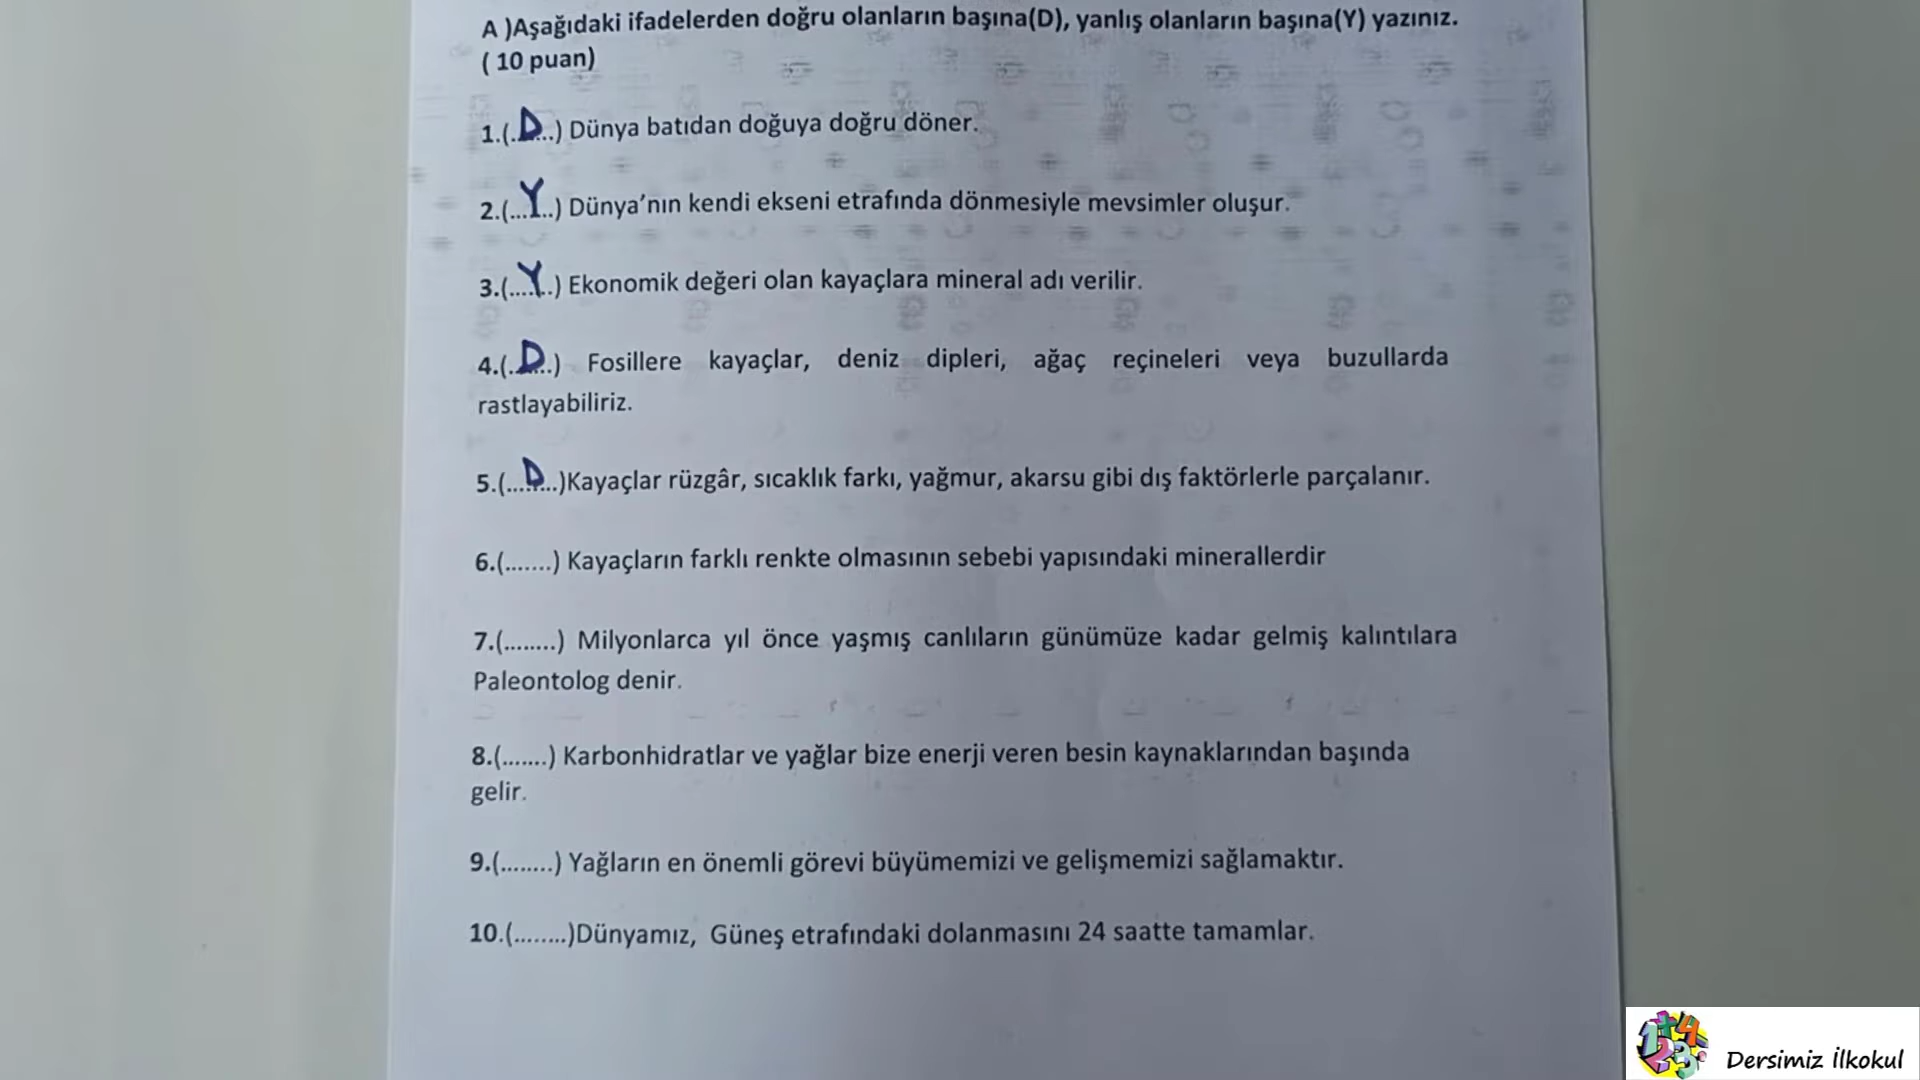 A )Aşağıdaki ifadelerden doğru olanların başına(D), yanlış olanların başına(Y) yazınız.
( 10 puan)
1.(.D...) Dünya batıdan doğuya doğru döner.
2.(...Y..) Dünya’nın kendi ekseni etrafında dönmesiyle mevsimler oluşur.
3.(....Y..) Ekonomik değeri olan kayaçlara mineral adı verilir.
4.(.D...) Fosillere kayaçlar, deniz dipleri, ağaç reçineleri veya buzullarda
rastlayabiliriz.
5.(...D...)Kayaçlar rüzgâr, sıcaklık farkı, yağmur, akarsu gibi dış faktörlerle parçalanır.
6.(.......) Kayaçların farklı renkte olmasının sebebi yapısındaki minerallerdir
7.(........) Milyonlarca yıl önce yaşmış canlıların günümüze kadar gelmiş kalıntılara
Paleontolog denir.
8.(.......) Karbonhidratlar ve yağlar bize enerji veren besin kaynaklarından başında
gelir.
9.(........) Yağların en önemli görevi büyümemizi ve gelişmemizi sağlamaktır.
10.(........)Dünyamız, Güneş etrafındaki dolanmasını 24 saatte tamamlar.
Dersimiz İlkokul